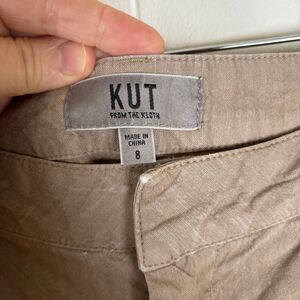 KUT
FROM THE KLOTH
MADE IN
CHINA
8